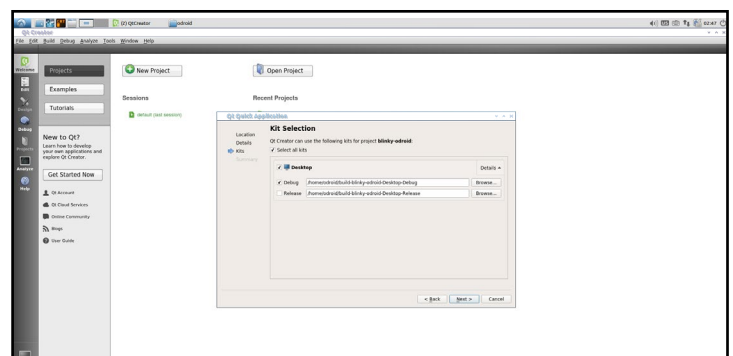 (2) QtCreator
odroid
02:47
Qt Creator
File Edit Build Debug Analyze Tools Window Help
Welcome
Edit
Design
Debug
Projects
Analyze
Help
Projects
Examples
Tutorials
New to Qt?
Learn how to develop
your own applications and
explore Qt Creator.
Get Started Now
Qt Account
Qt Cloud Services
Online Community
Blogs
User Guide
New Project
Open Project
Sessions
Recent Projects
default (last session)
Qt Quick Application
Location
Details
Kits
Summary
Kit Selection
Qt Creator can use the following kits for project blinky-odroid:
Select all kits
Desktop
Details
Debug /home/odroid/build-blinky-odroid-Desktop-Debug Browse...
Release /home/odroid/build-blinky-odroid-Desktop-Release Browse...
< Back Next > Cancel